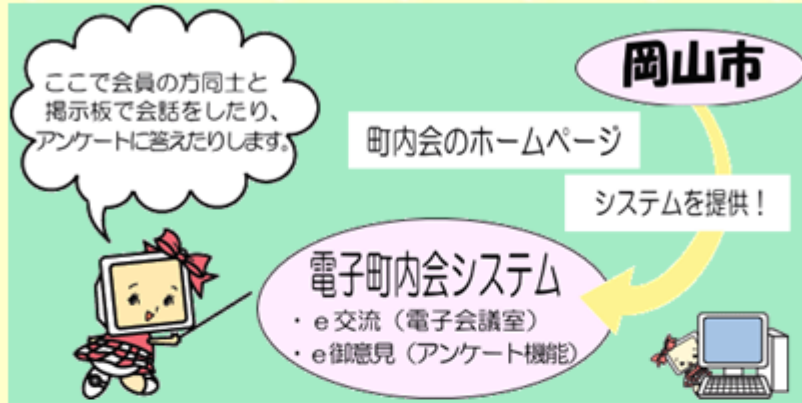 ここで会員の方同士と
掲示板で会話をしたり、
アンケートに答えたりします。
岡山市
町内会のホームページ
システムを提供!
電子町内会システム
・e交流(電子会議室)
・e御意見(アンケート機能)